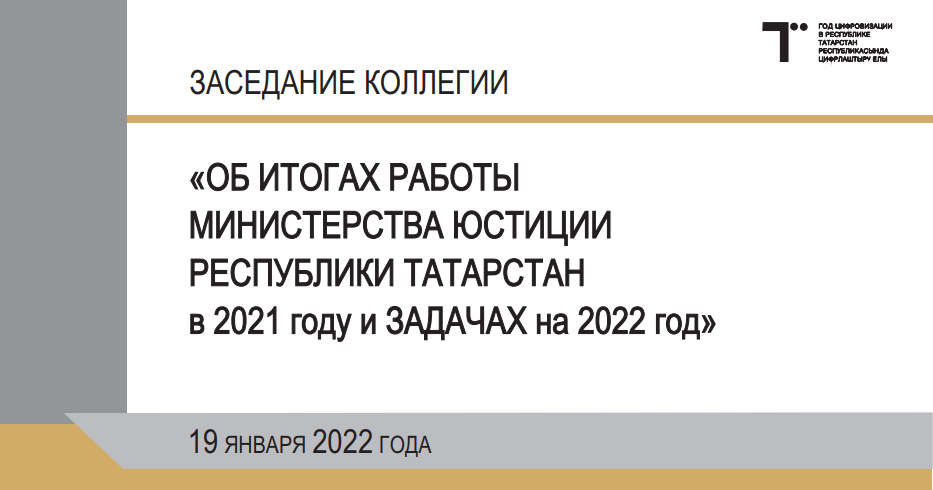 ГОД ЦИФРОВИЗАЦИИ
В РЕСПУБЛИКЕ
ТАТАРСТАН
РЕСПУБЛИКАСЫНДА
ЦИФРЛАШТЫРУ ЕЛЫ
ЗАСЕДАНИЕ КОЛЛЕГИИ
«ОБ ИТОГАХ РАБОТЫ
МИНИСТЕРСТВА ЮСТИЦИИ
РЕСПУБЛИКИ ТАТАРСТАН
в 2021 году и ЗАДАЧАХ на 2022 год»
19 ЯНВАРЯ 2022 ГОДА